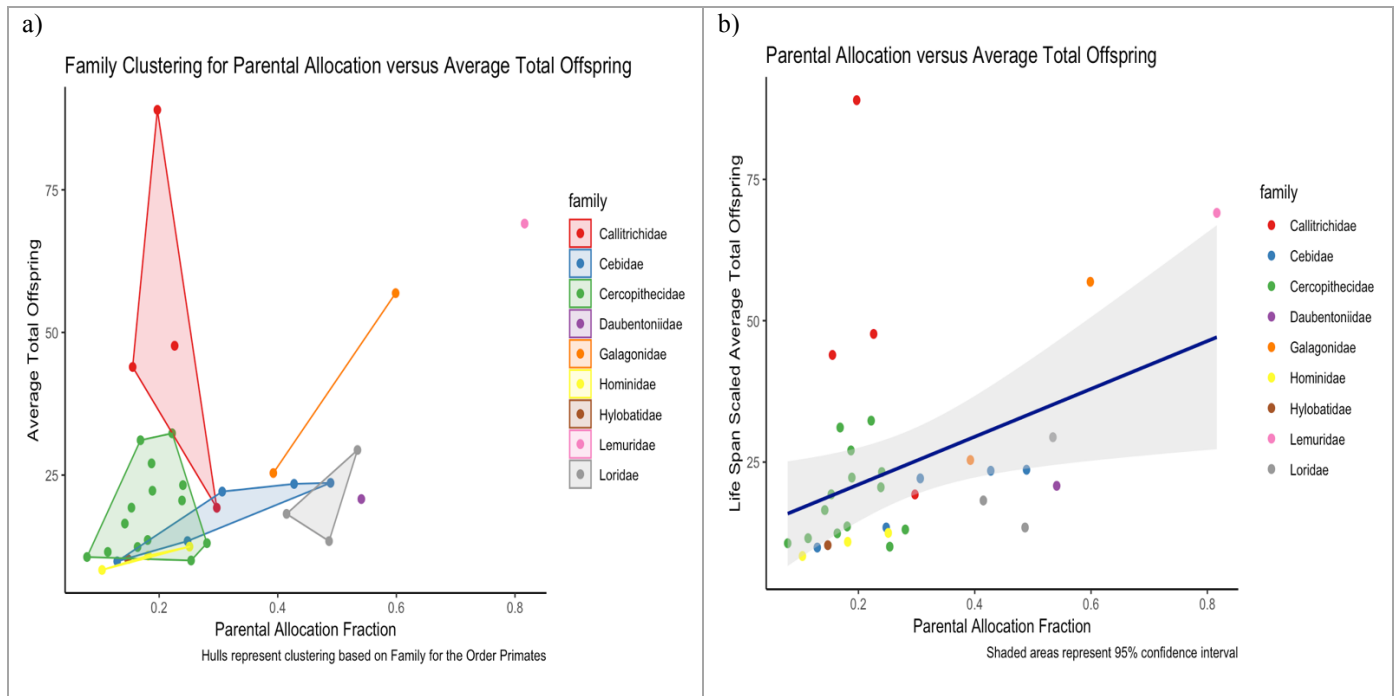 a)
Family Clustering for Parental Allocation versus Average Total Offspring
Average Total Offspring
75
50
25
0.2
0.4
0.6
0.8
Parental Allocation Fraction
Hulls represent clustering based on Family for the Order Primates
family
Callitrichidae
Cebidae
Cercopithecidae
Daubentoniidae
Galagonidae
Hominidae
Hylobatidae
Lemuridae
Loridae
b)
Parental Allocation versus Average Total Offspring
Life Span Scaled Average Total Offspring
75
50
25
0.2
0.4
0.6
0.8
Parental Allocation Fraction
Shaded areas represent 95% confidence interval
family
Callitrichidae
Cebidae
Cercopithecidae
Daubentoniidae
Galagonidae
Hominidae
Hylobatidae
Lemuridae
Loridae